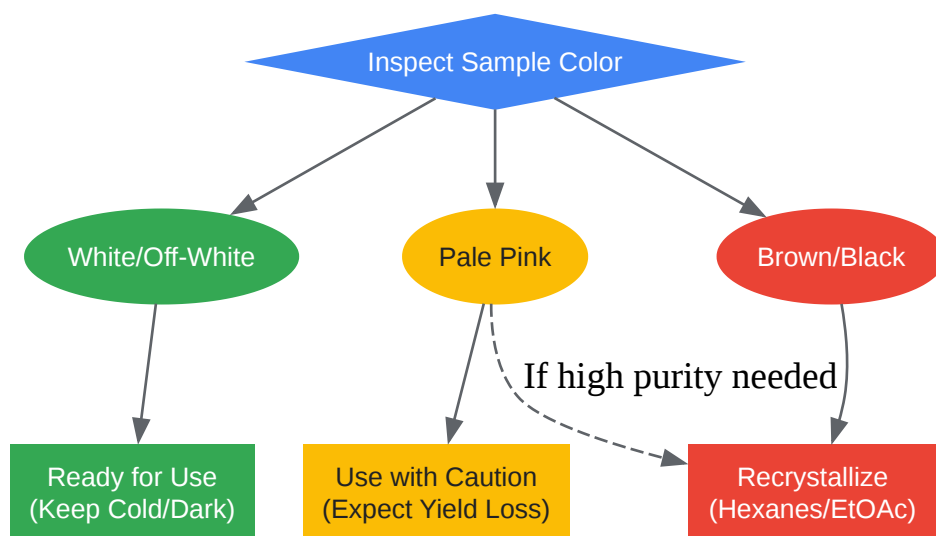 Inspect Sample Color
White/Off-White
Pale Pink
Brown/Black
If high purity needed
Ready for Use
(Keep Cold/Dark)
Use with Caution
(Expect Yield Loss)
Recrystallize
(Hexanes/EtOAc)